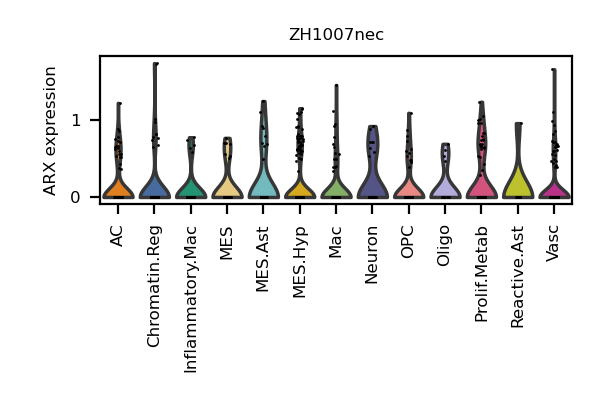 ZH1007nec
ARX expression
1
0
AC
Chromatin.Reg
Inflammatory.Mac
MES
MES.Ast
MES.Hyp
Mac
Neuron
OPC
Oligo
Prolif.Metab
Reactive.Ast
Vasc